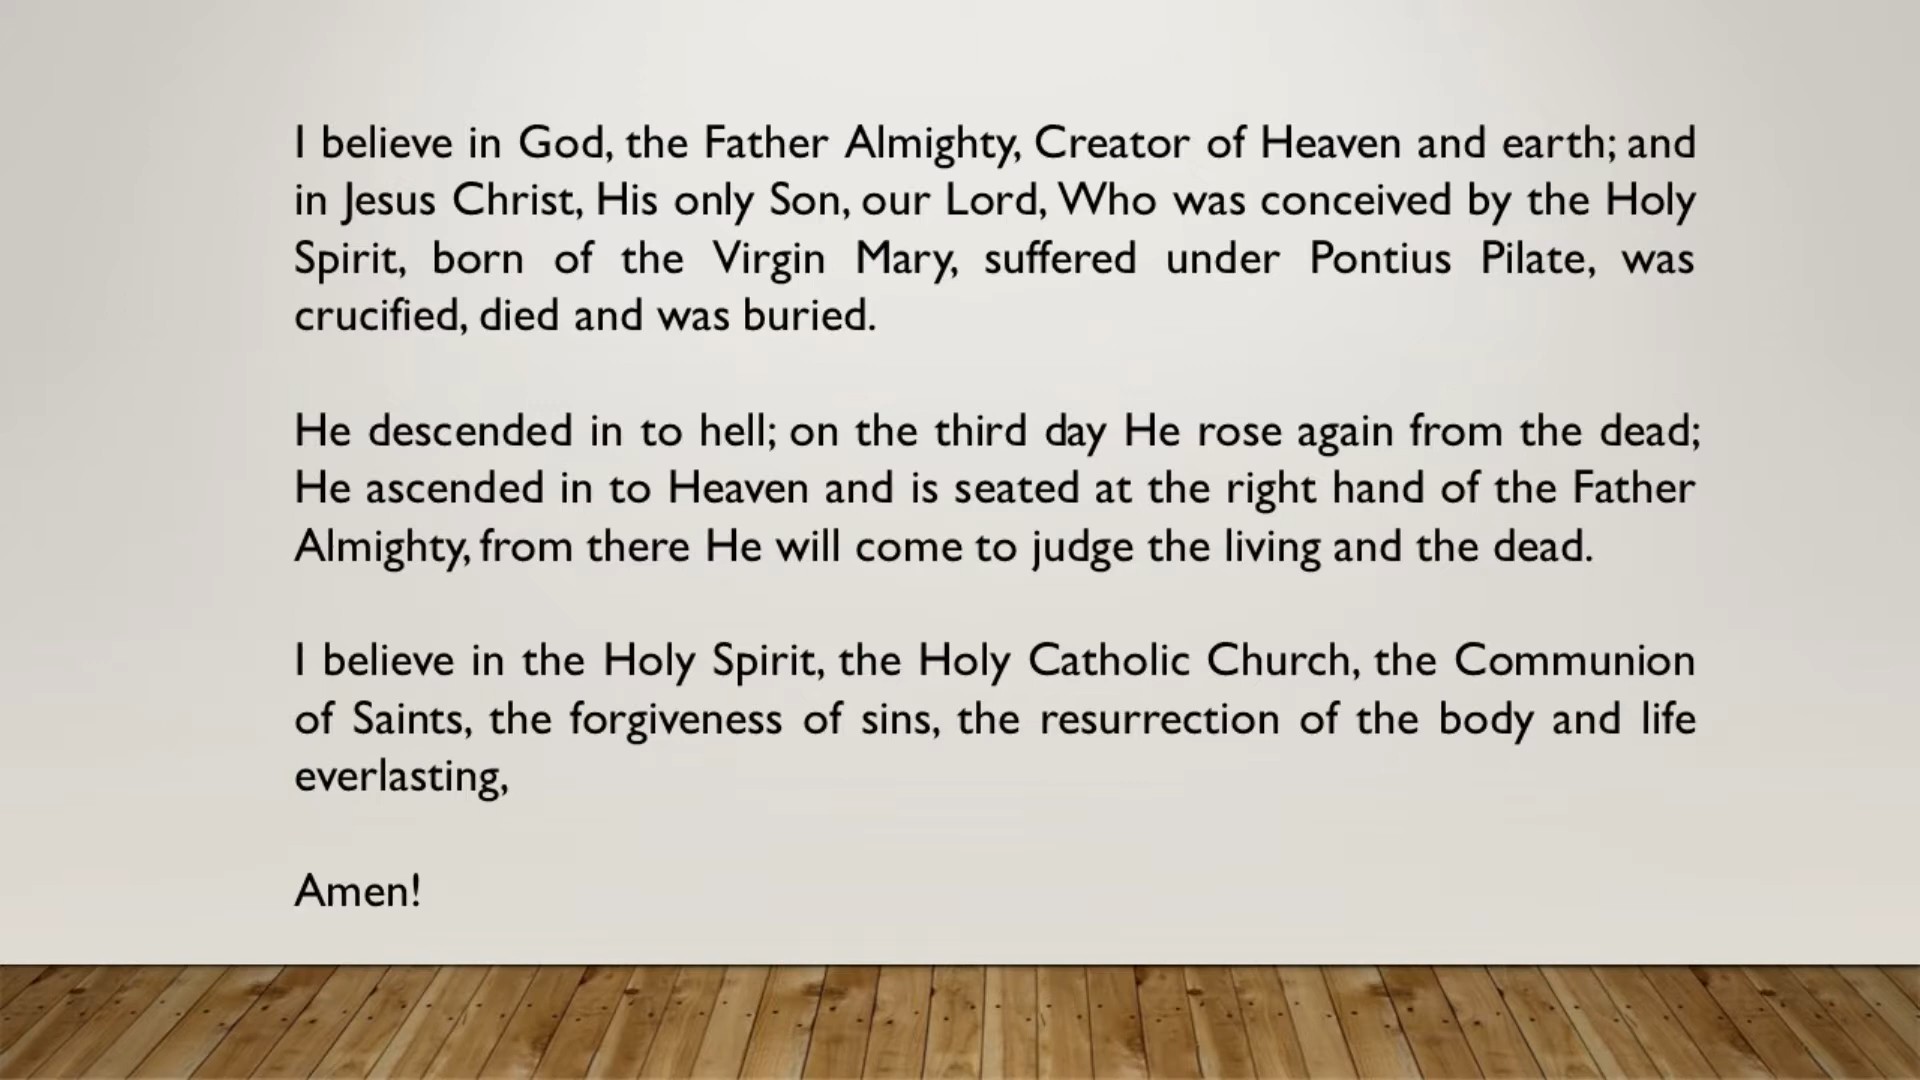 I believe in God, the Father Almighty, Creator of Heaven and earth; and
in Jesus Christ, His only Son, our Lord, Who was conceived by the Holy
Spirit, born of the Virgin Mary, suffered under Pontius Pilate, was
crucified, died and was buried.
He descended in to hell; on the third day He rose again from the dead;
He ascended in to Heaven and is seated at the right hand of the Father
Almighty, from there He will come to judge the living and the dead.
I believe in the Holy Spirit, the Holy Catholic Church, the Communion
of Saints, the forgiveness of sins, the resurrection of the body and life
everlasting,
Amen!